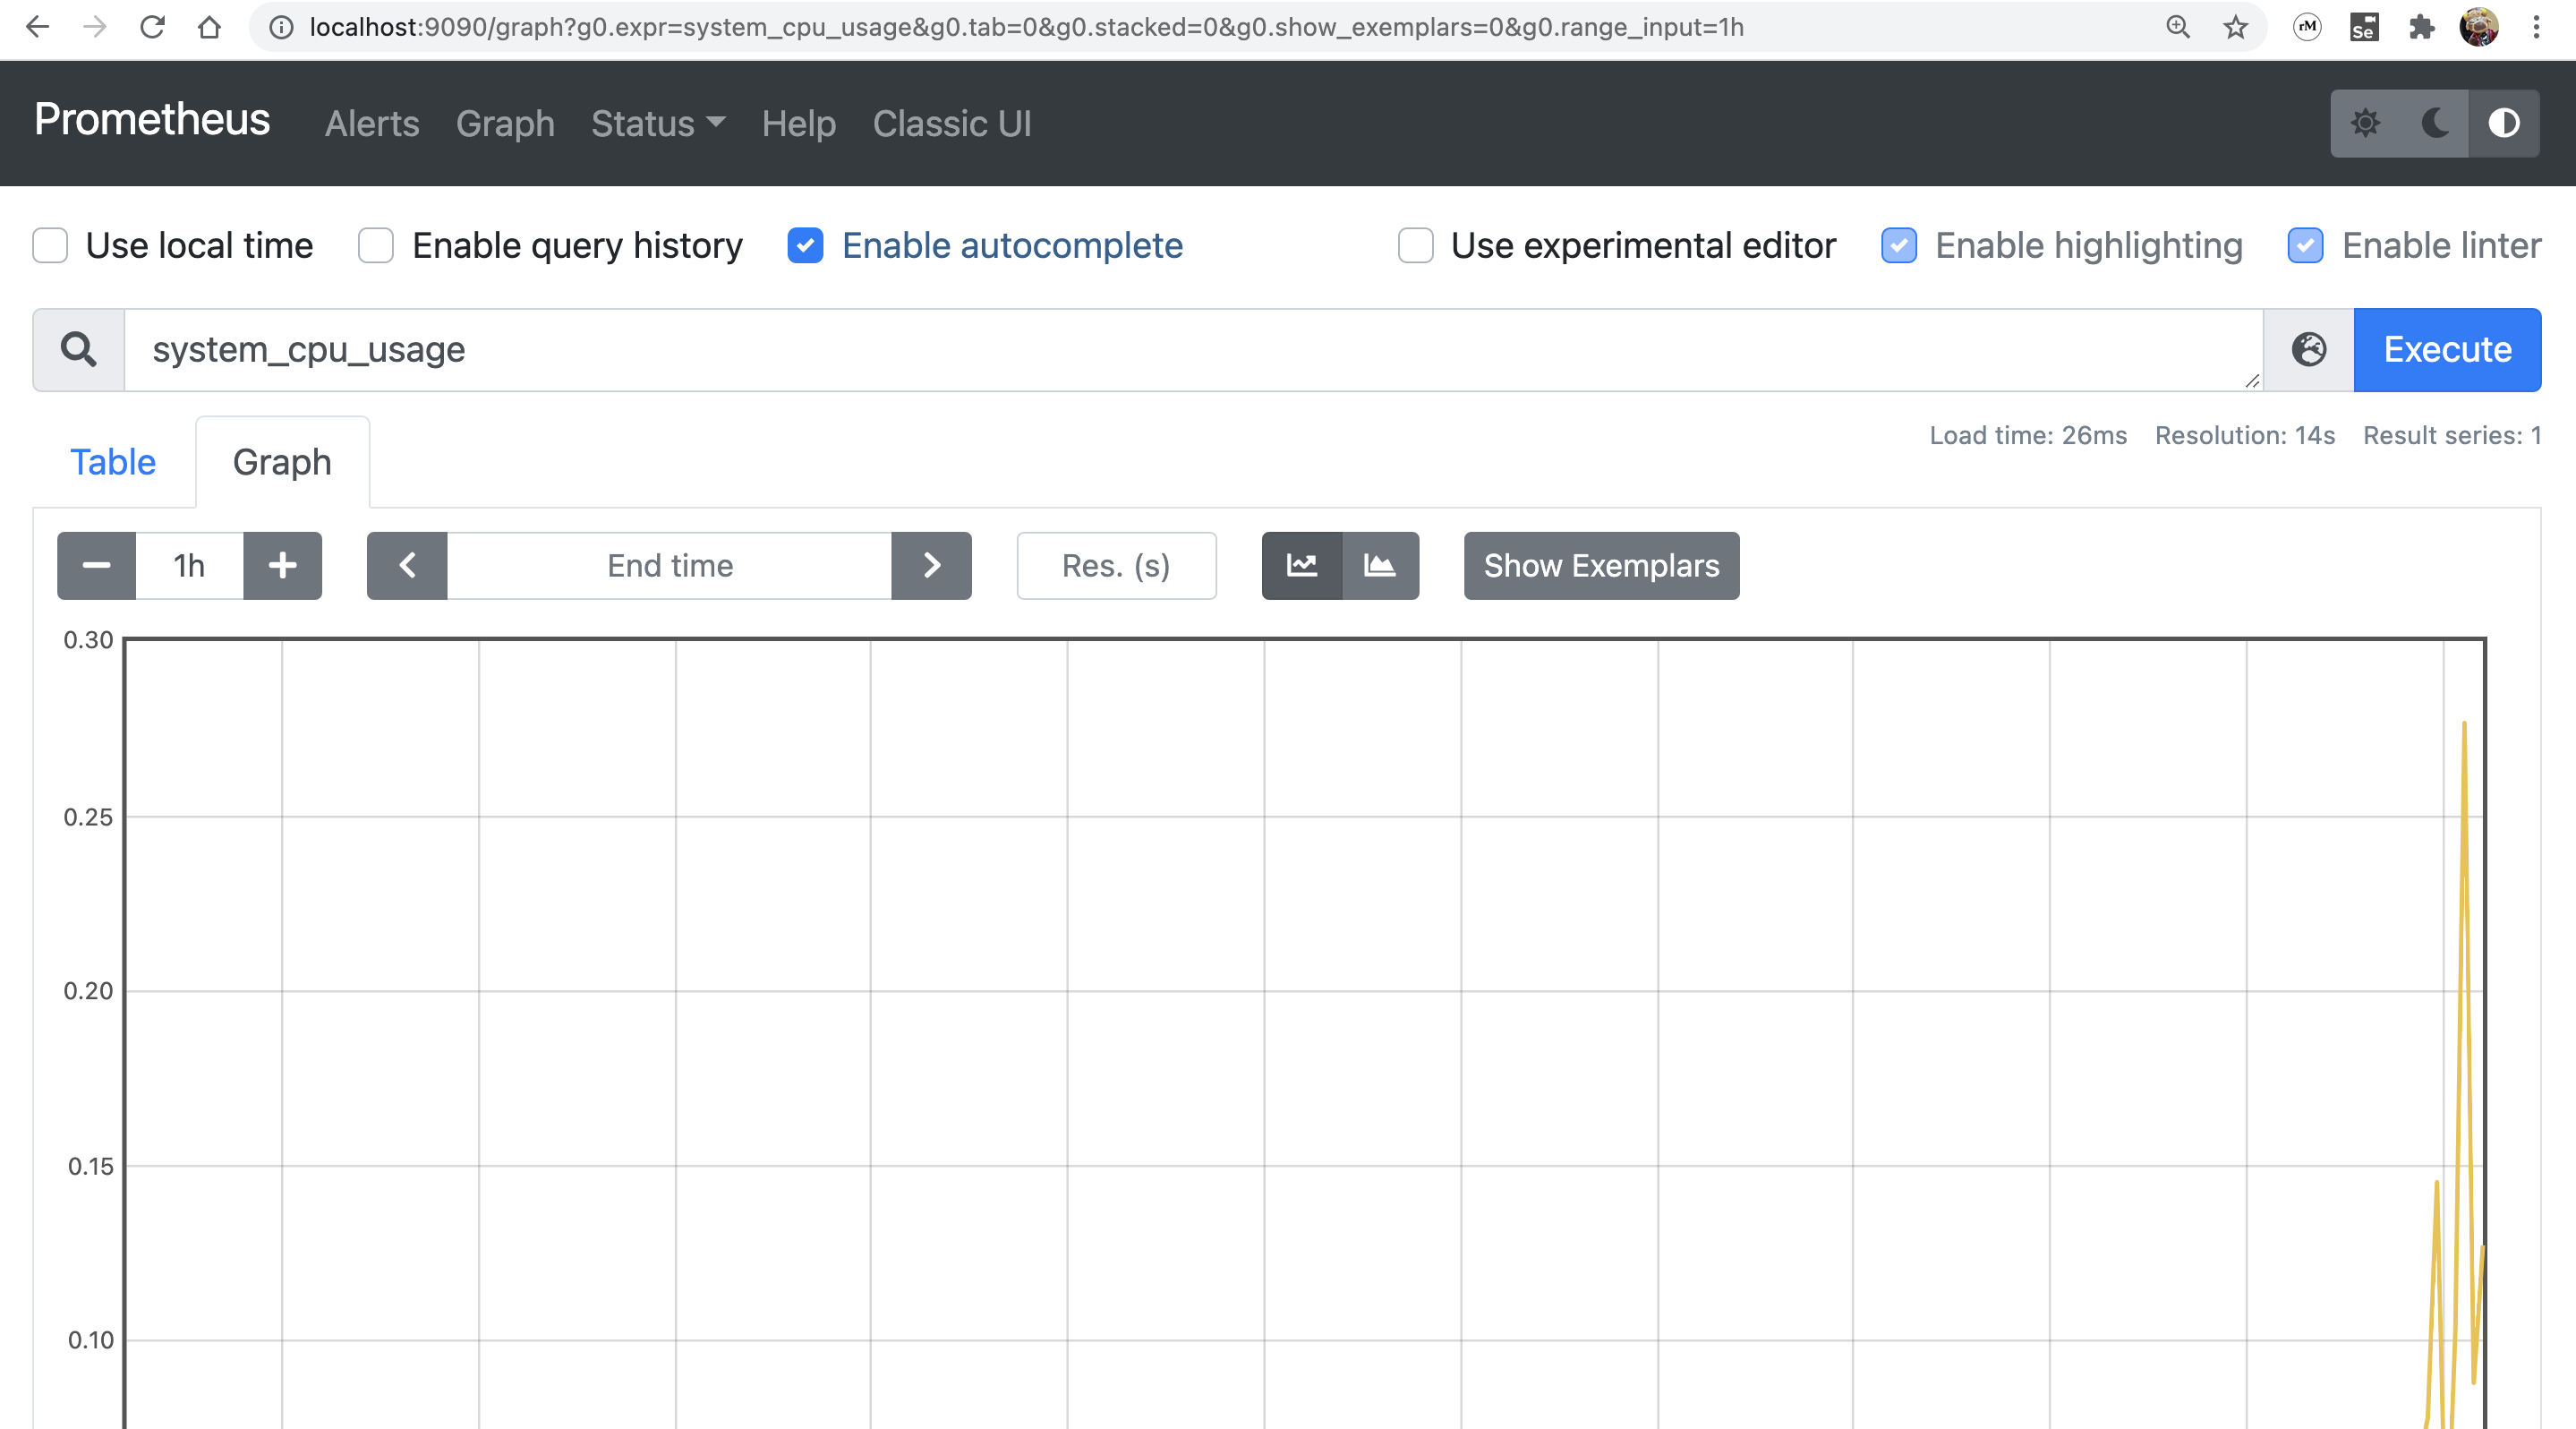 localhost:9090/graph?g0.expr=system_cpu_usage&g0.tab=0&g0.stacked=0&g0.show_exemplars=0&g0.range_input=1h
rM
Se
Prometheus Alerts Graph Status Help Classic UI
Use local time Enable query history Enable autocomplete Use experimental editor Enable highlighting Enable linter
system_cpu_usage Execute
Load time: 26ms Resolution: 14s Result series: 1
Table Graph
1h End time Res. (s) Show Exemplars
0.30
0.25
0.20
0.15
0.10